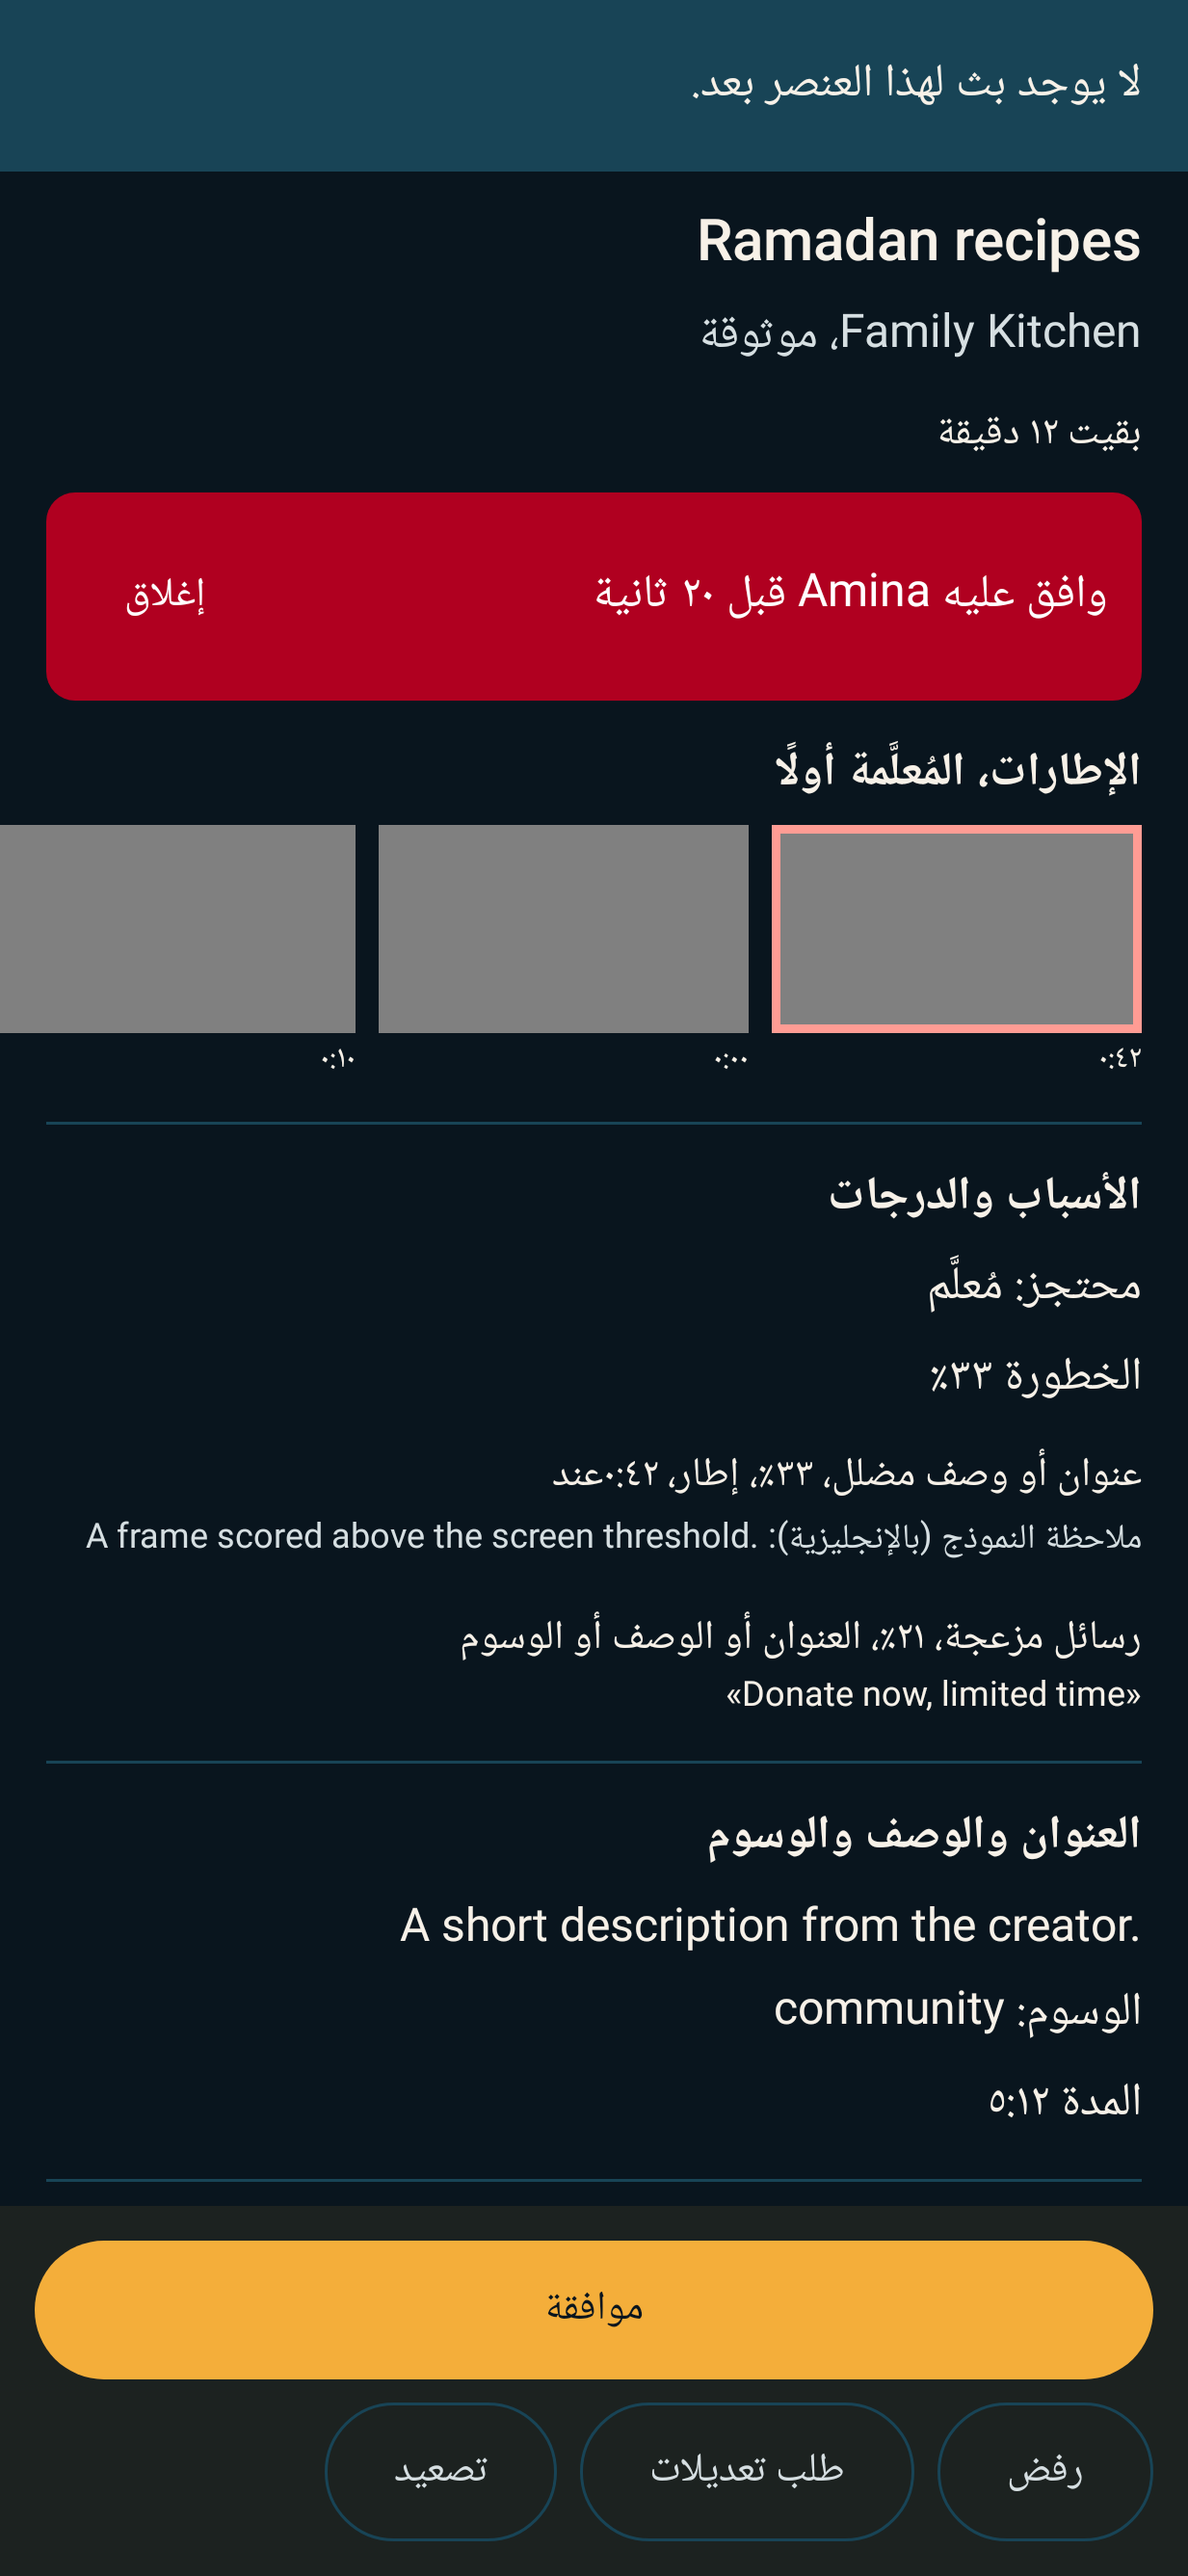 لا يوجد بث لهذا العنصر بعد.
Ramadan recipes
Family Kitchen، موثوقة
بقيت ١٢ دقيقة
وافق عليه Amina قبل ٢٠ ثانية
إغلاق
الإطارات، المُعلَّمة أولًا
٠:٤٢
٠:٠٠
٠:١٠
الأسباب والدرجات
محتجز: مُعلَّم
الخطورة ٣٣٪
عنوان أو وصف مضلل، ٣٣٪، إطار، ٠:٤٢عند
ملاحظة النموذج (بالإنجليزية): A frame scored above the screen threshold.
رسائل مزعجة، ٢١٪، العنوان أو الوصف أو الوسوم
«Donate now, limited time»
العنوان والوصف والوسوم
A short description from the creator.
الوسوم: community
المدة ٥:١٢
موافقة
رفض
طلب تعديلات
تصعيد